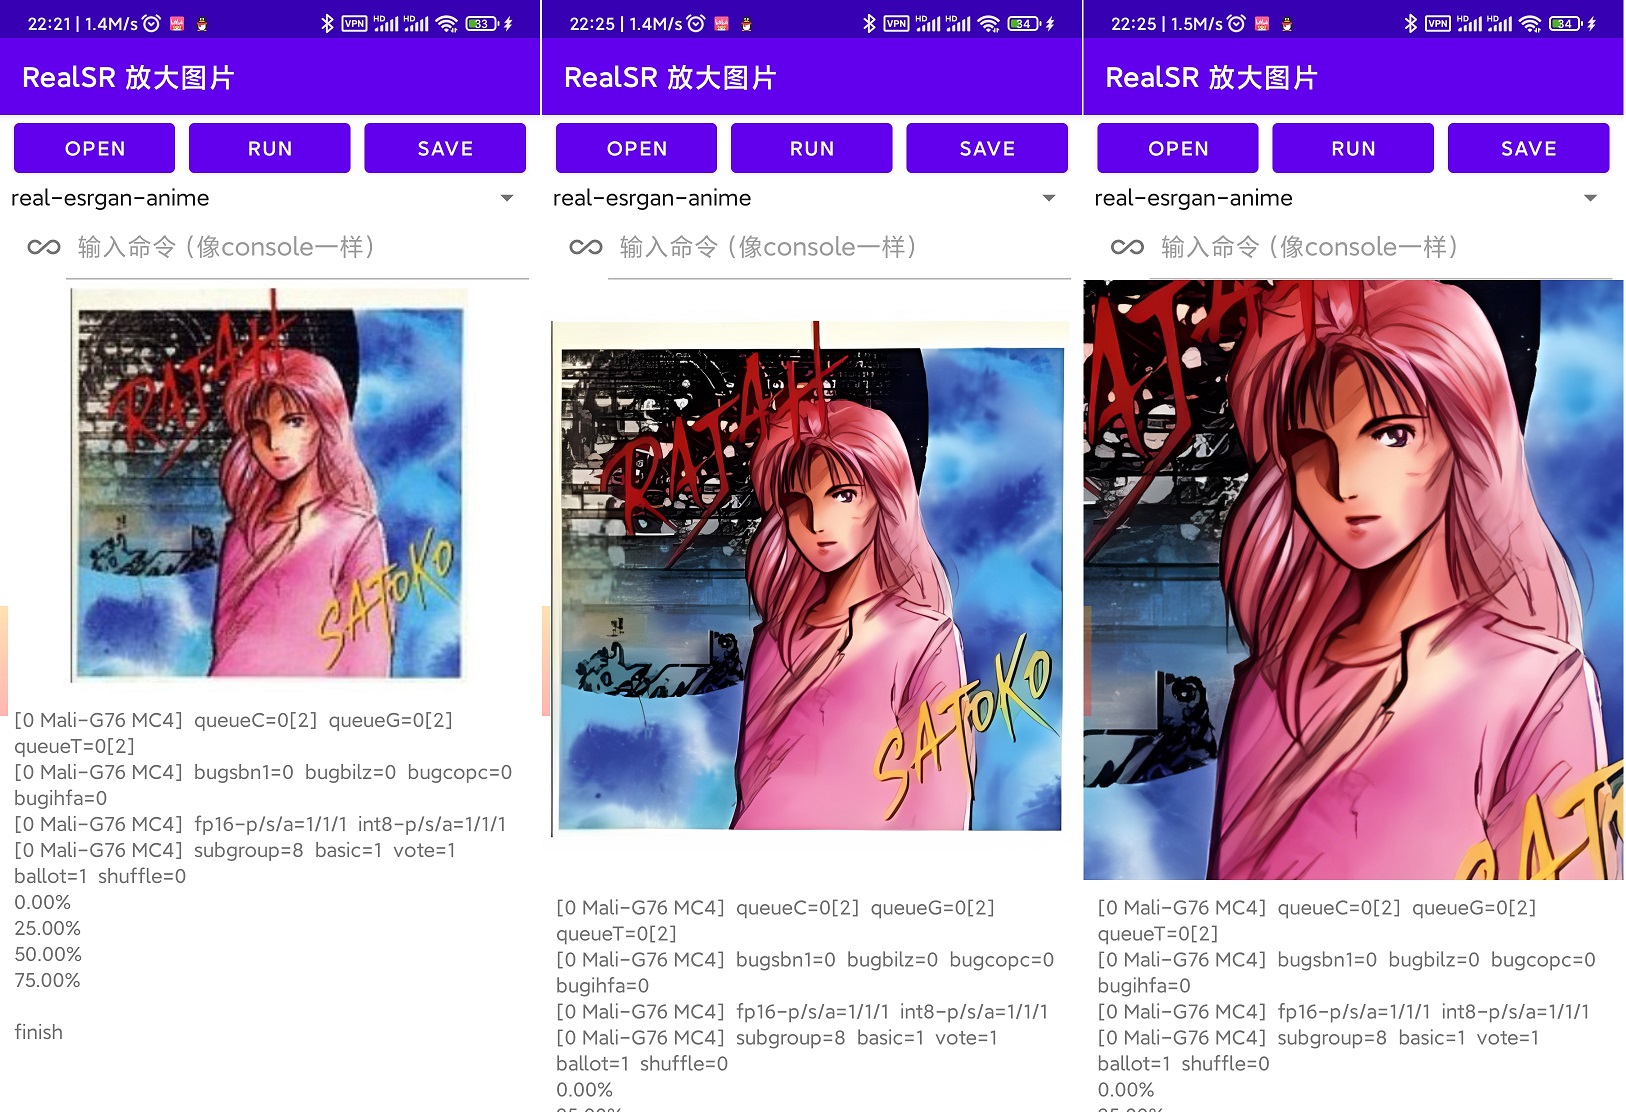 22:21 | 1.4M/s
VPN HD HD 33
RealSR 放大图片
OPEN RUN SAVE
real-esrgan-anime
输入命令 (像console一样)
RAJAH
SATOKO
[0 Mali-G76 MC4] queueC=0[2] queueG=0[2]
queueT=0[2]
[0 Mali-G76 MC4] bugsbn1=0 bugbilz=0 bugcopc=0
bugihfa=0
[0 Mali-G76 MC4] fp16-p/s/a=1/1/1 int8-p/s/a=1/1/1
[0 Mali-G76 MC4] subgroup=8 basic=1 vote=1
ballot=1 shuffle=0
0.00%
25.00%
50.00%
75.00%
finish
22:25 | 1.4M/s
VPN HD HD 34
RealSR 放大图片
OPEN RUN SAVE
real-esrgan-anime
输入命令 (像console一样)
RAJAH
SATOKO
[0 Mali-G76 MC4] queueC=0[2] queueG=0[2]
queueT=0[2]
[0 Mali-G76 MC4] bugsbn1=0 bugbilz=0 bugcopc=0
bugihfa=0
[0 Mali-G76 MC4] fp16-p/s/a=1/1/1 int8-p/s/a=1/1/1
[0 Mali-G76 MC4] subgroup=8 basic=1 vote=1
ballot=1 shuffle=0
0.00%
22:25 | 1.5M/s
VPN HD HD 34
RealSR 放大图片
OPEN RUN SAVE
real-esrgan-anime
输入命令 (像console一样)
[0 Mali-G76 MC4] queueC=0[2] queueG=0[2]
queueT=0[2]
[0 Mali-G76 MC4] bugsbn1=0 bugbilz=0 bugcopc=0
bugihfa=0
[0 Mali-G76 MC4] fp16-p/s/a=1/1/1 int8-p/s/a=1/1/1
[0 Mali-G76 MC4] subgroup=8 basic=1 vote=1
ballot=1 shuffle=0
0.00%